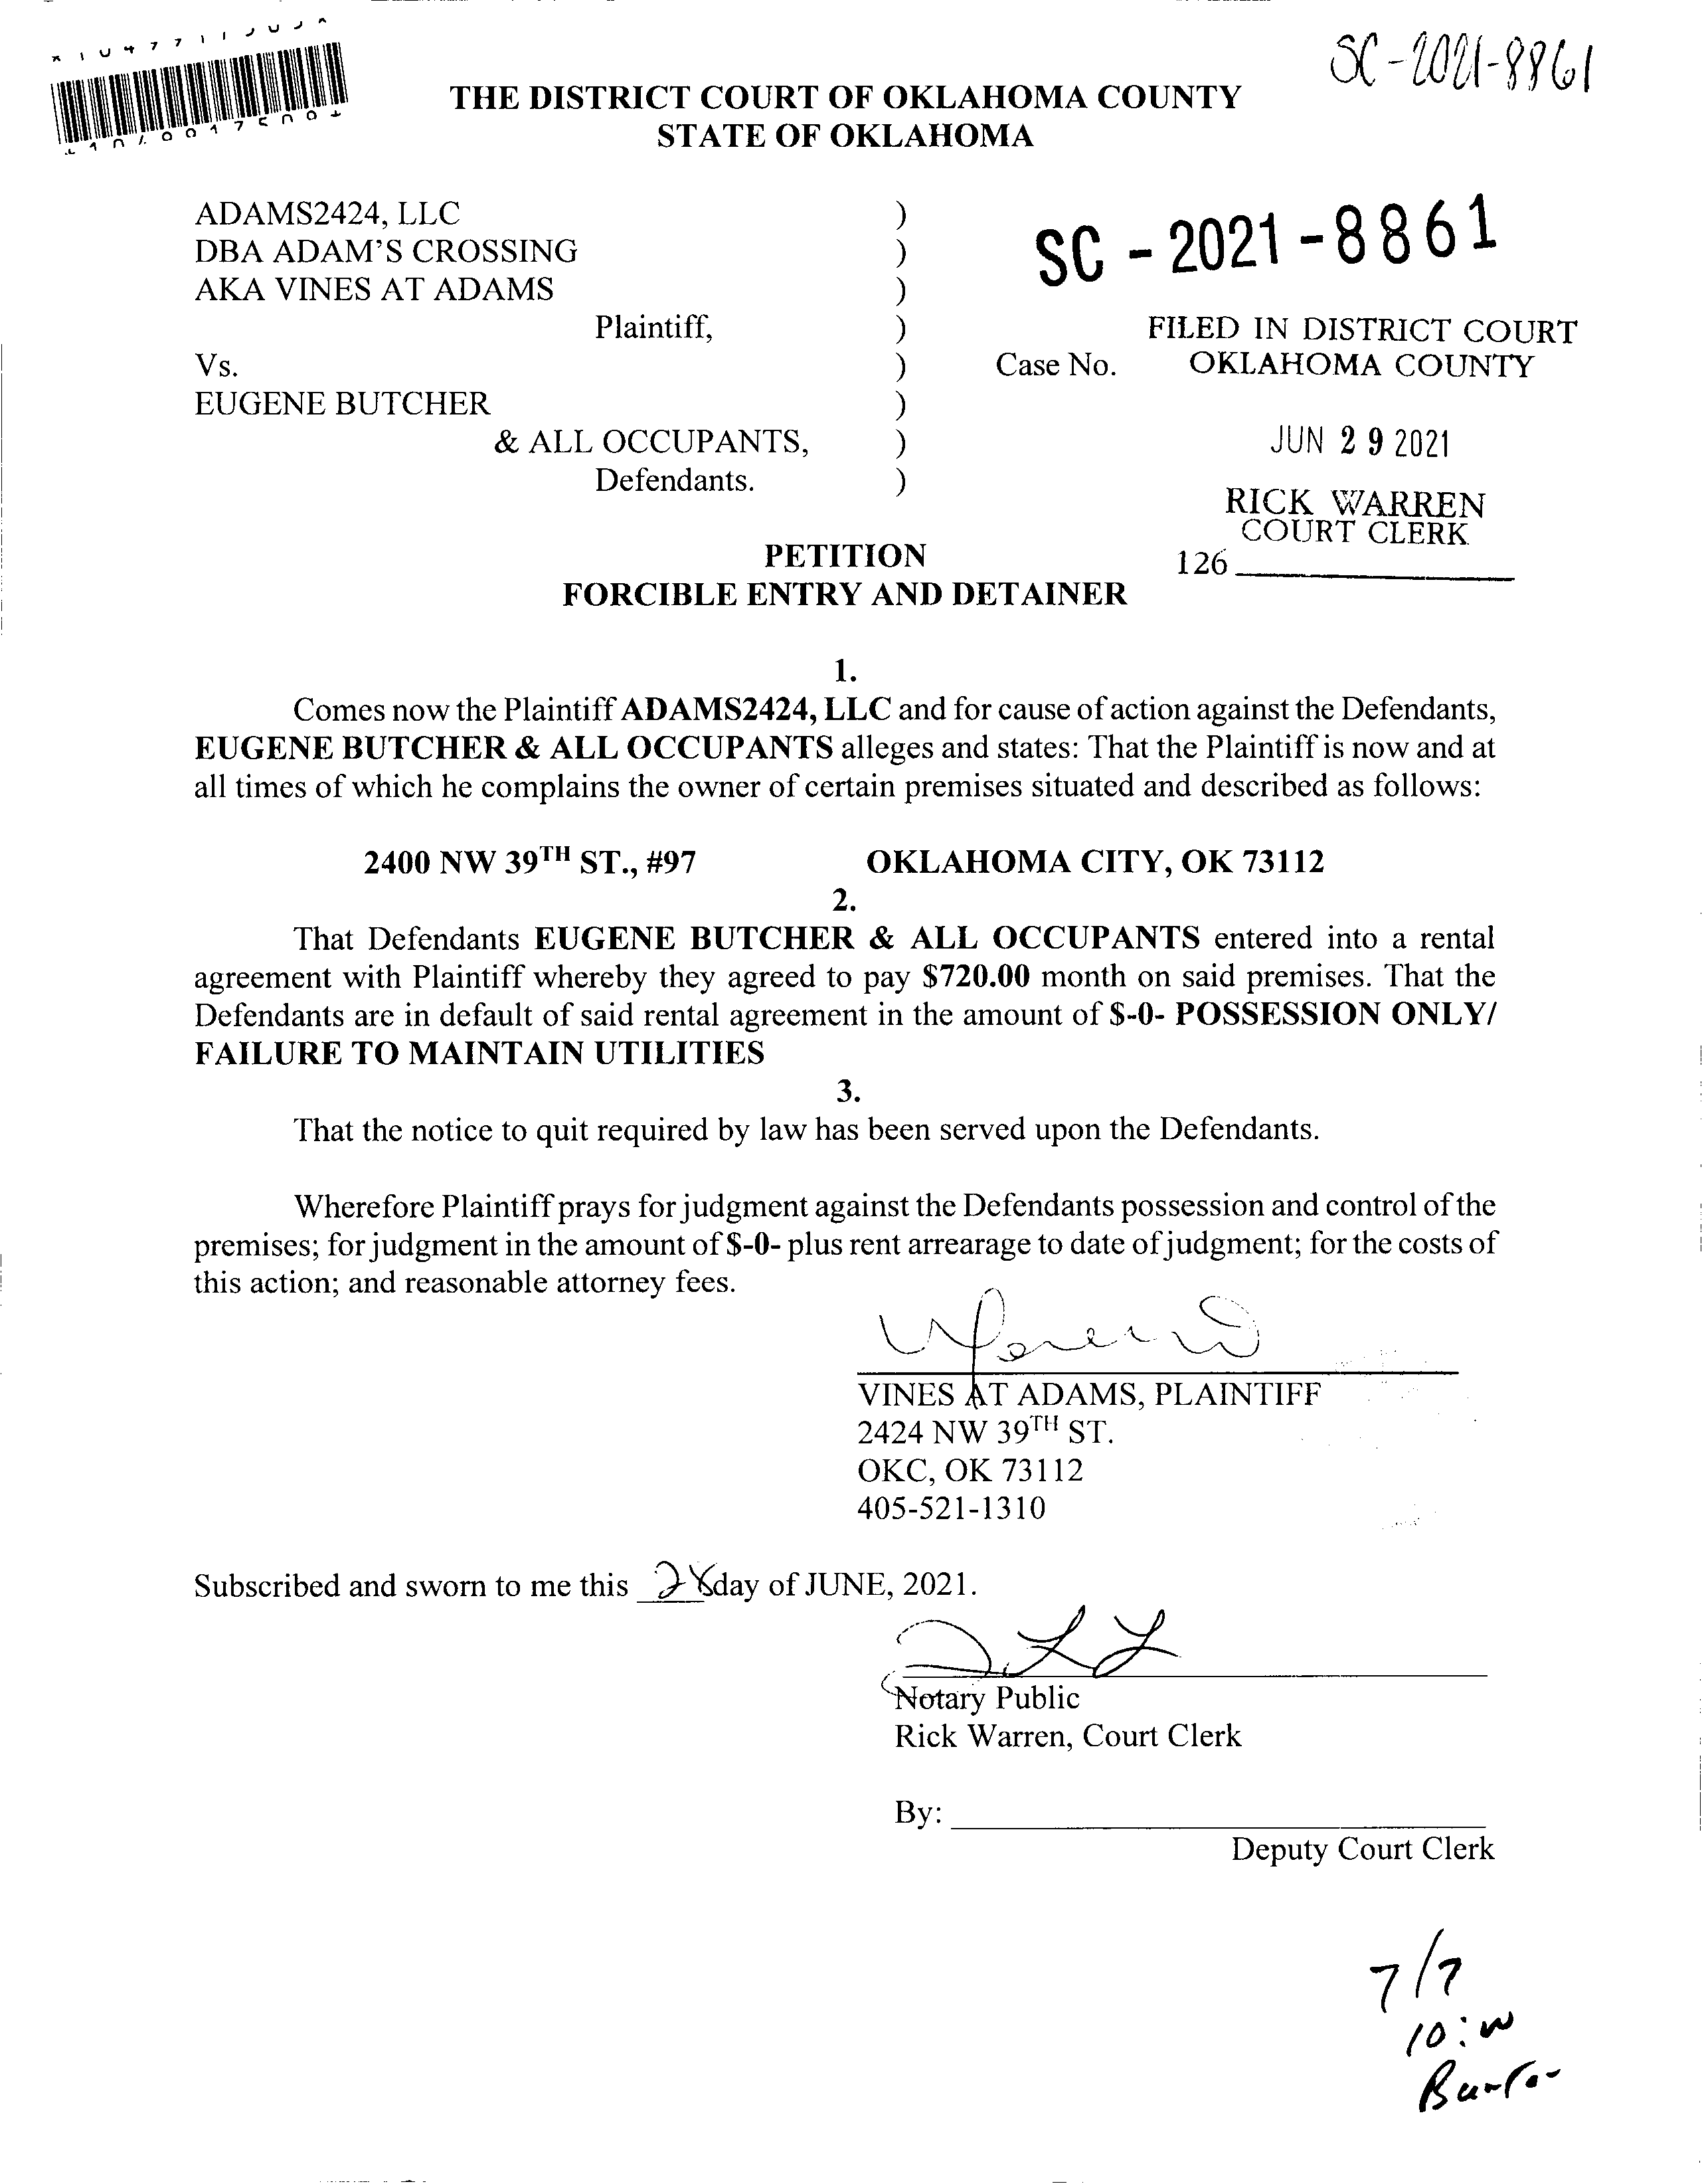 SC-2021-8861
THE DISTRICT COURT OF OKLAHOMA COUNTY
STATE OF OKLAHOMA
ADAMS2424, LLC )
DBA ADAM'S CROSSING )
AKA VINES AT ADAMS )
SC - 2021 - 8861
Plaintiff, )
FILED IN DISTRICT COURT
Vs. ) Case No.
OKLAHOMA COUNTY
EUGENE BUTCHER )
& ALL OCCUPANTS, )
JUN 29 2021
Defendants. )
RICK WARREN
COURT CLERK
126
PETITION
FORCIBLE ENTRY AND DETAINER
1.
Comes now the Plaintiff ADAMS2424, LLC and for cause of action against the Defendants,
EUGENE BUTCHER & ALL OCCUPANTS alleges and states: That the Plaintiff is now and at
all times of which he complains the owner of certain premises situated and described as follows:
2400 NW 39TH ST., #97 OKLAHOMA CITY, OK 73112
2.
That Defendants EUGENE BUTCHER & ALL OCCUPANTS entered into a rental
agreement with Plaintiff whereby they agreed to pay $720.00 month on said premises. That the
Defendants are in default of said rental agreement in the amount of $-0- POSSESSION ONLY/
FAILURE TO MAINTAIN UTILITIES
3.
That the notice to quit required by law has been served upon the Defendants.
Wherefore Plaintiff prays for judgment against the Defendants possession and control of the
premises; for judgment in the amount of $-0- plus rent arrearage to date of judgment; for the costs of
this action; and reasonable attorney fees.
VINES AT ADAMS, PLAINTIFF
2424 NW 39TH ST.
OKC, OK 73112
405-521-1310
Subscribed and sworn to me this 28 day of JUNE, 2021.
Notary Public
Rick Warren, Court Clerk
By:
Deputy Court Clerk
7/7